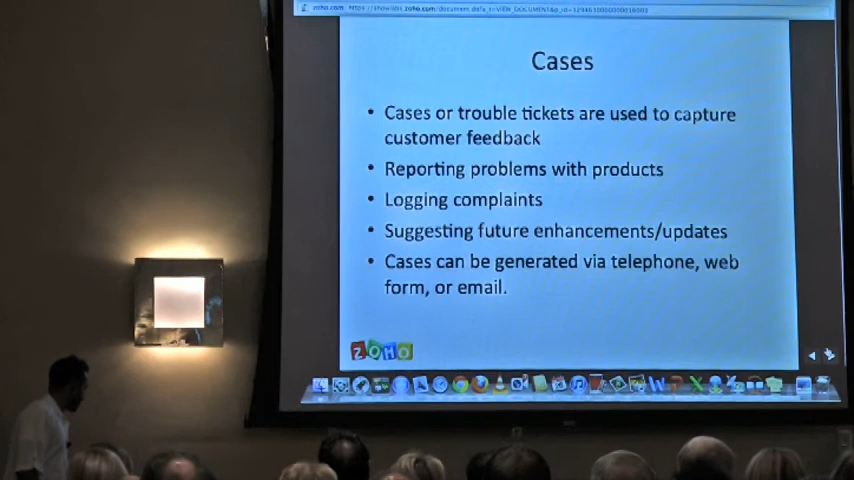 Cases
• Cases or trouble tickets are used to capture
customer feedback
• Reporting problems with products
• Logging complaints
• Suggesting future enhancements/updates
• Cases can be generated via telephone, web
form, or email.
ZOHO